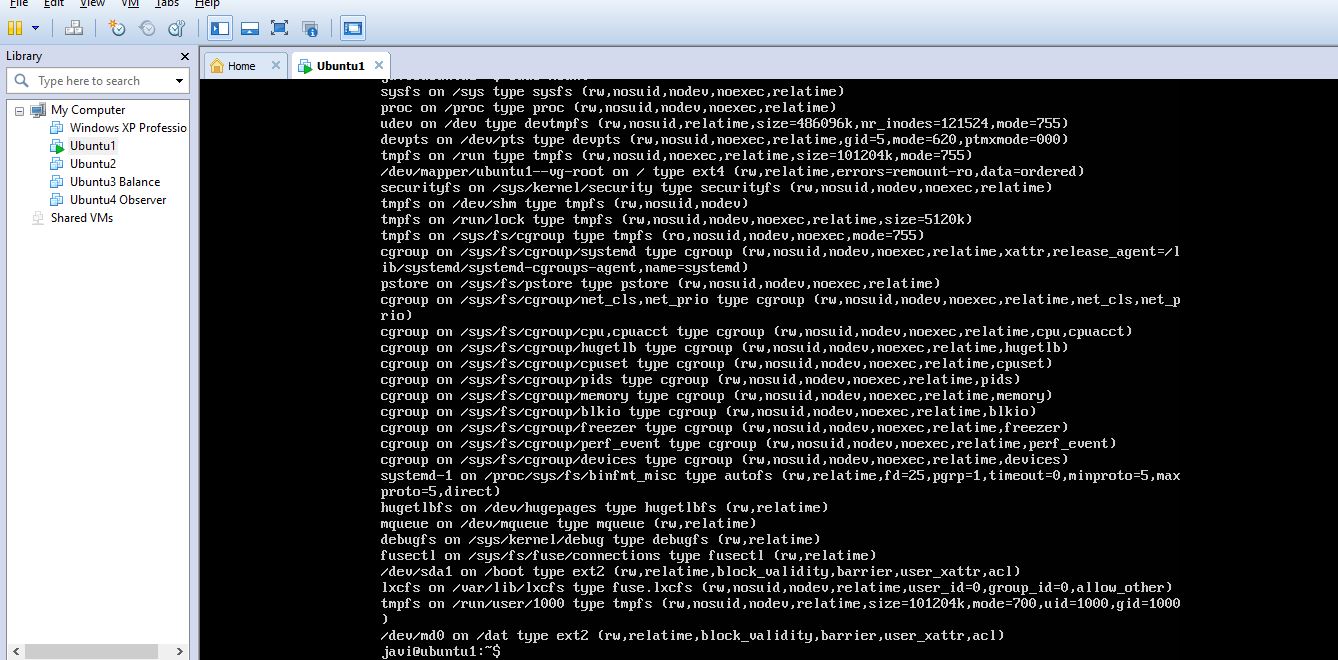 File Edit View VM Tabs Help
Library
Type here to search
My Computer
Windows XP Professio
Ubuntu1
Ubuntu2
Ubuntu3 Balance
Ubuntu4 Observer
Shared VMs
Home
Ubuntu1
sysfs on /sys type sysfs (rw,nosuid,nodev,noexec,relatime)
proc on /proc type proc (rw,nosuid,nodev,noexec,relatime)
udev on /dev type devtmpfs (rw,nosuid,relatime,size=486096k,nr_inodes=121524,mode=755)
devpts on /dev/pts type devpts (rw,nosuid,noexec,relatime,gid=5,mode=620,ptmxmode=000)
tmpfs on /run type tmpfs (rw,nosuid,noexec,relatime,size=101204k,mode=755)
/dev/mapper/ubuntu1--vg-root on / type ext4 (rw,relatime,errors=remount-ro,data=ordered)
securityfs on /sys/kernel/security type securityfs (rw,nosuid,nodev,noexec,relatime)
tmpfs on /dev/shm type tmpfs (rw,nosuid,nodev)
tmpfs on /run/lock type tmpfs (rw,nosuid,nodev,noexec,relatime,size=5120k)
tmpfs on /sys/fs/cgroup type tmpfs (ro,nosuid,nodev,noexec,mode=755)
cgroup on /sys/fs/cgroup/systemd type cgroup (rw,nosuid,nodev,noexec,relatime,xattr,release_agent=/l
ib/systemd/systemd-cgroups-agent,name=systemd)
pstore on /sys/fs/pstore type pstore (rw,nosuid,nodev,noexec,relatime)
cgroup on /sys/fs/cgroup/net_cls,net_prio type cgroup (rw,nosuid,nodev,noexec,relatime,net_cls,net_p
rio)
cgroup on /sys/fs/cgroup/cpu,cpuacct type cgroup (rw,nosuid,nodev,noexec,relatime,cpu,cpuacct)
cgroup on /sys/fs/cgroup/hugetlb type cgroup (rw,nosuid,nodev,noexec,relatime,hugetlb)
cgroup on /sys/fs/cgroup/cpuset type cgroup (rw,nosuid,nodev,noexec,relatime,cpuset)
cgroup on /sys/fs/cgroup/pids type cgroup (rw,nosuid,nodev,noexec,relatime,pids)
cgroup on /sys/fs/cgroup/memory type cgroup (rw,nosuid,nodev,noexec,relatime,memory)
cgroup on /sys/fs/cgroup/blkio type cgroup (rw,nosuid,nodev,noexec,relatime,blkio)
cgroup on /sys/fs/cgroup/freezer type cgroup (rw,nosuid,nodev,noexec,relatime,freezer)
cgroup on /sys/fs/cgroup/perf_event type cgroup (rw,nosuid,nodev,noexec,relatime,perf_event)
cgroup on /sys/fs/cgroup/devices type cgroup (rw,nosuid,nodev,noexec,relatime,devices)
systemd-1 on /proc/sys/fs/binfmt_misc type autofs (rw,relatime,fd=25,pgrp=1,timeout=0,minproto=5,max
proto=5,direct)
hugetlbfs on /dev/hugepages type hugetlbfs (rw,relatime)
mqueue on /dev/mqueue type mqueue (rw,relatime)
debugfs on /sys/kernel/debug type debugfs (rw,relatime)
fusectl on /sys/fs/fuse/connections type fusectl (rw,relatime)
/dev/sda1 on /boot type ext2 (rw,relatime,block_validity,barrier,user_xattr,acl)
lxcfs on /var/lib/lxcfs type fuse.lxcfs (rw,nosuid,nodev,relatime,user_id=0,group_id=0,allow_other)
tmpfs on /run/user/1000 type tmpfs (rw,nosuid,nodev,relatime,size=101204k,mode=700,uid=1000,gid=1000
)
/dev/md0 on /dat type ext2 (rw,relatime,block_validity,barrier,user_xattr,acl)
javi@ubuntu1:~$